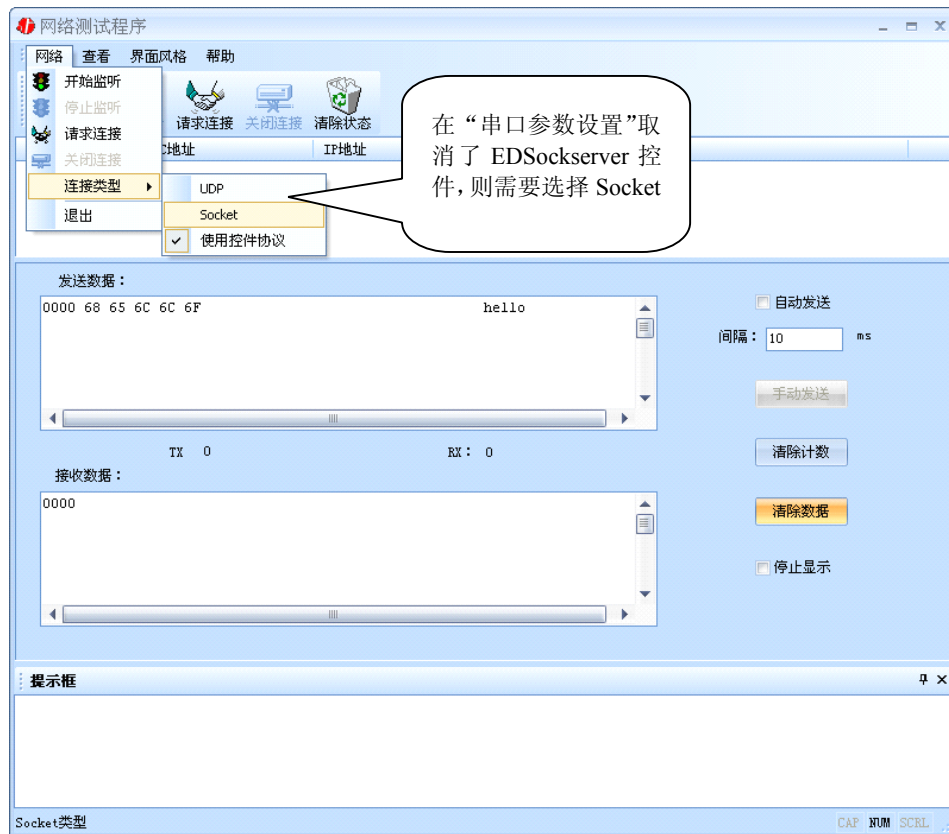 网络测试程序
网络 查看 界面风格 帮助
开始监听
停止监听
请求连接
关闭连接
连接类型
退出
请求连接 关闭连接 清除状态
地址 IP地址
UDP
Socket
使用控件协议
在“串口参数设置”取
消了 EDSockserver 控
件，则需要选择 Socket
发送数据：
0000 68 65 6C 6C 6F hello
自动发送
间隔： 10 ms
手动发送
TX 0 RX： 0
清除计数
接收数据：
0000
清除数据
停止显示
提示框
Socket类型 CAP NUM SCRL